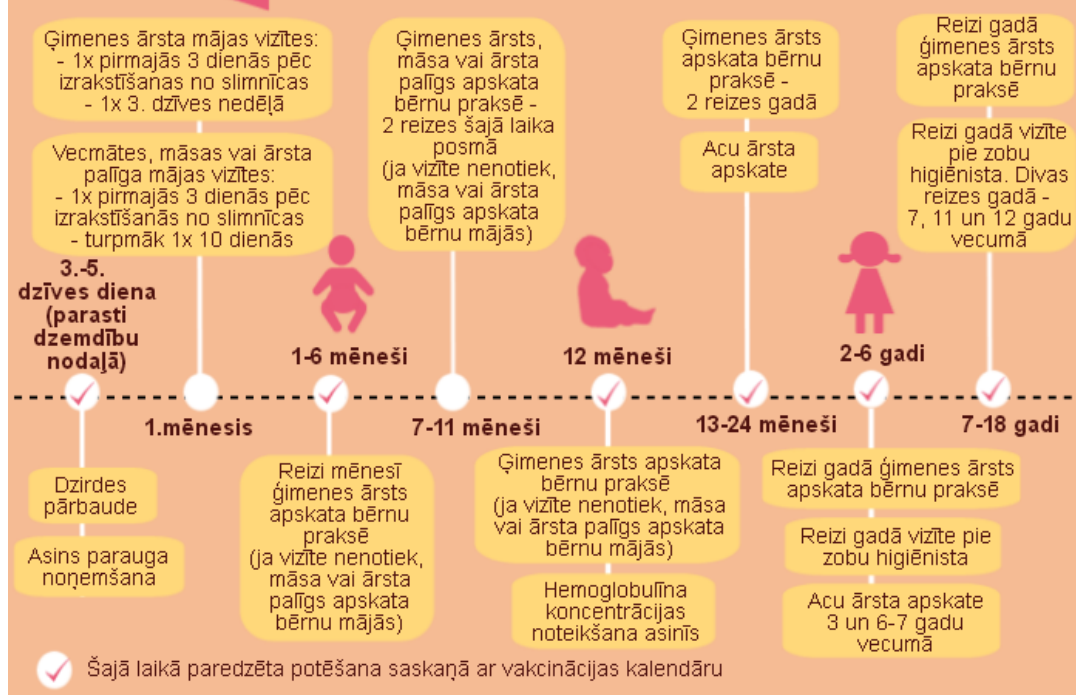 Ģimenes ārsta mājas vizītes:
- 1x pirmajās 3 dienās pēc
izrakstīšanas no slimnīcas
- 1x 3. dzīves nedēļā
Vecmātes, māsas vai ārsta
palīga mājas vizītes:
- 1x pirmajās 3 dienās pēc
izrakstīšanās no slimnīcas
- turpmāk 1x 10 dienās
Ģimenes ārsts,
māsa vai ārsta
palīgs apskata
bērnu praksē -
2 reizes šajā laika
posmā
(ja vizīte nenotiek,
māsa vai ārsta
palīgs apskata
bērnu mājās)
Ģimenes ārsts
apskata bērnu
praksē -
2 reizes gadā
Acu ārsta
apskate
Reizi gadā
ģimenes ārsts
apskata bērnu
praksē
Reizi gadā vizīte
pie zobu
higiēnista. Divas
reizes gadā -
7, 11 un 12 gadu
vecumā
3.-5.
dzīves diena
(parasti
dzemdību
nodaļā)
1.mēnesis
1-6 mēneši
7-11 mēneši
12 mēneši
13-24 mēneši
2-6 gadi
7-18 gadi
Dzirdes
pārbaude
Asins parauga
noņemšana
Reizi mēnesī
ģimenes ārsts
apskata bērnu
praksē
(ja vizīte nenotiek,
māsa vai ārsta
palīgs apskata
bērnu mājās)
Ģimenes ārsts apskata
bērnu praksē
(ja vizīte nenotiek, māsa
vai ārsta palīgs apskata
bērnu mājās)
Hemoglobulīna
koncentrācijas
noteikšana asinīs
Reizi gadā ģimenes ārsts
apskata bērnu praksē
Reizi gadā vizīte pie
zobu higiēnista
Acu ārsta apskate
3 un 6-7 gadu
vecumā
Šajā laikā paredzēta potēšana saskaņā ar vakcinācijas kalendāru